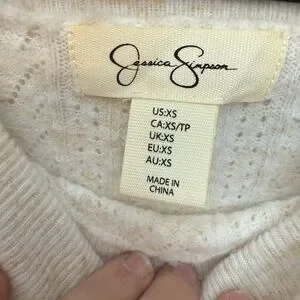 Jessica Simpson
US:XS
CA:XS/TP
UK:XS
EU:XS
AU:XS
MADE IN
CHINA